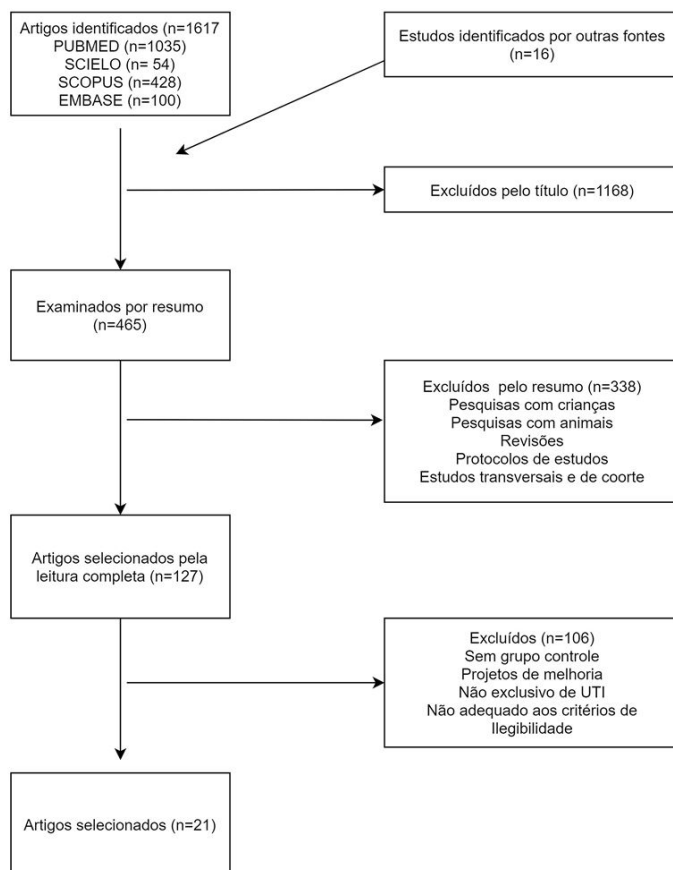 Artigos identificados (n=1617
PUBMED (n=1035)
SCIELO (n= 54)
SCOPUS (n=428)
EMBASE (n=100)
Estudos identificados por outras fontes
(n=16)
Excluídos pelo título (n=1168)
Examinados por resumo
(n=465)
Excluídos pelo resumo (n=338)
Pesquisas com crianças
Pesquisas com animais
Revisões
Protocolos de estudos
Estudos transversais e de coorte
Artigos selecionados pela
leitura completa (n=127)
Excluídos (n=106)
Sem grupo controle
Projetos de melhoria
Não exclusivo de UTI
Não adequado aos critérios de
Ilegibilidade
Artigos selecionados (n=21)